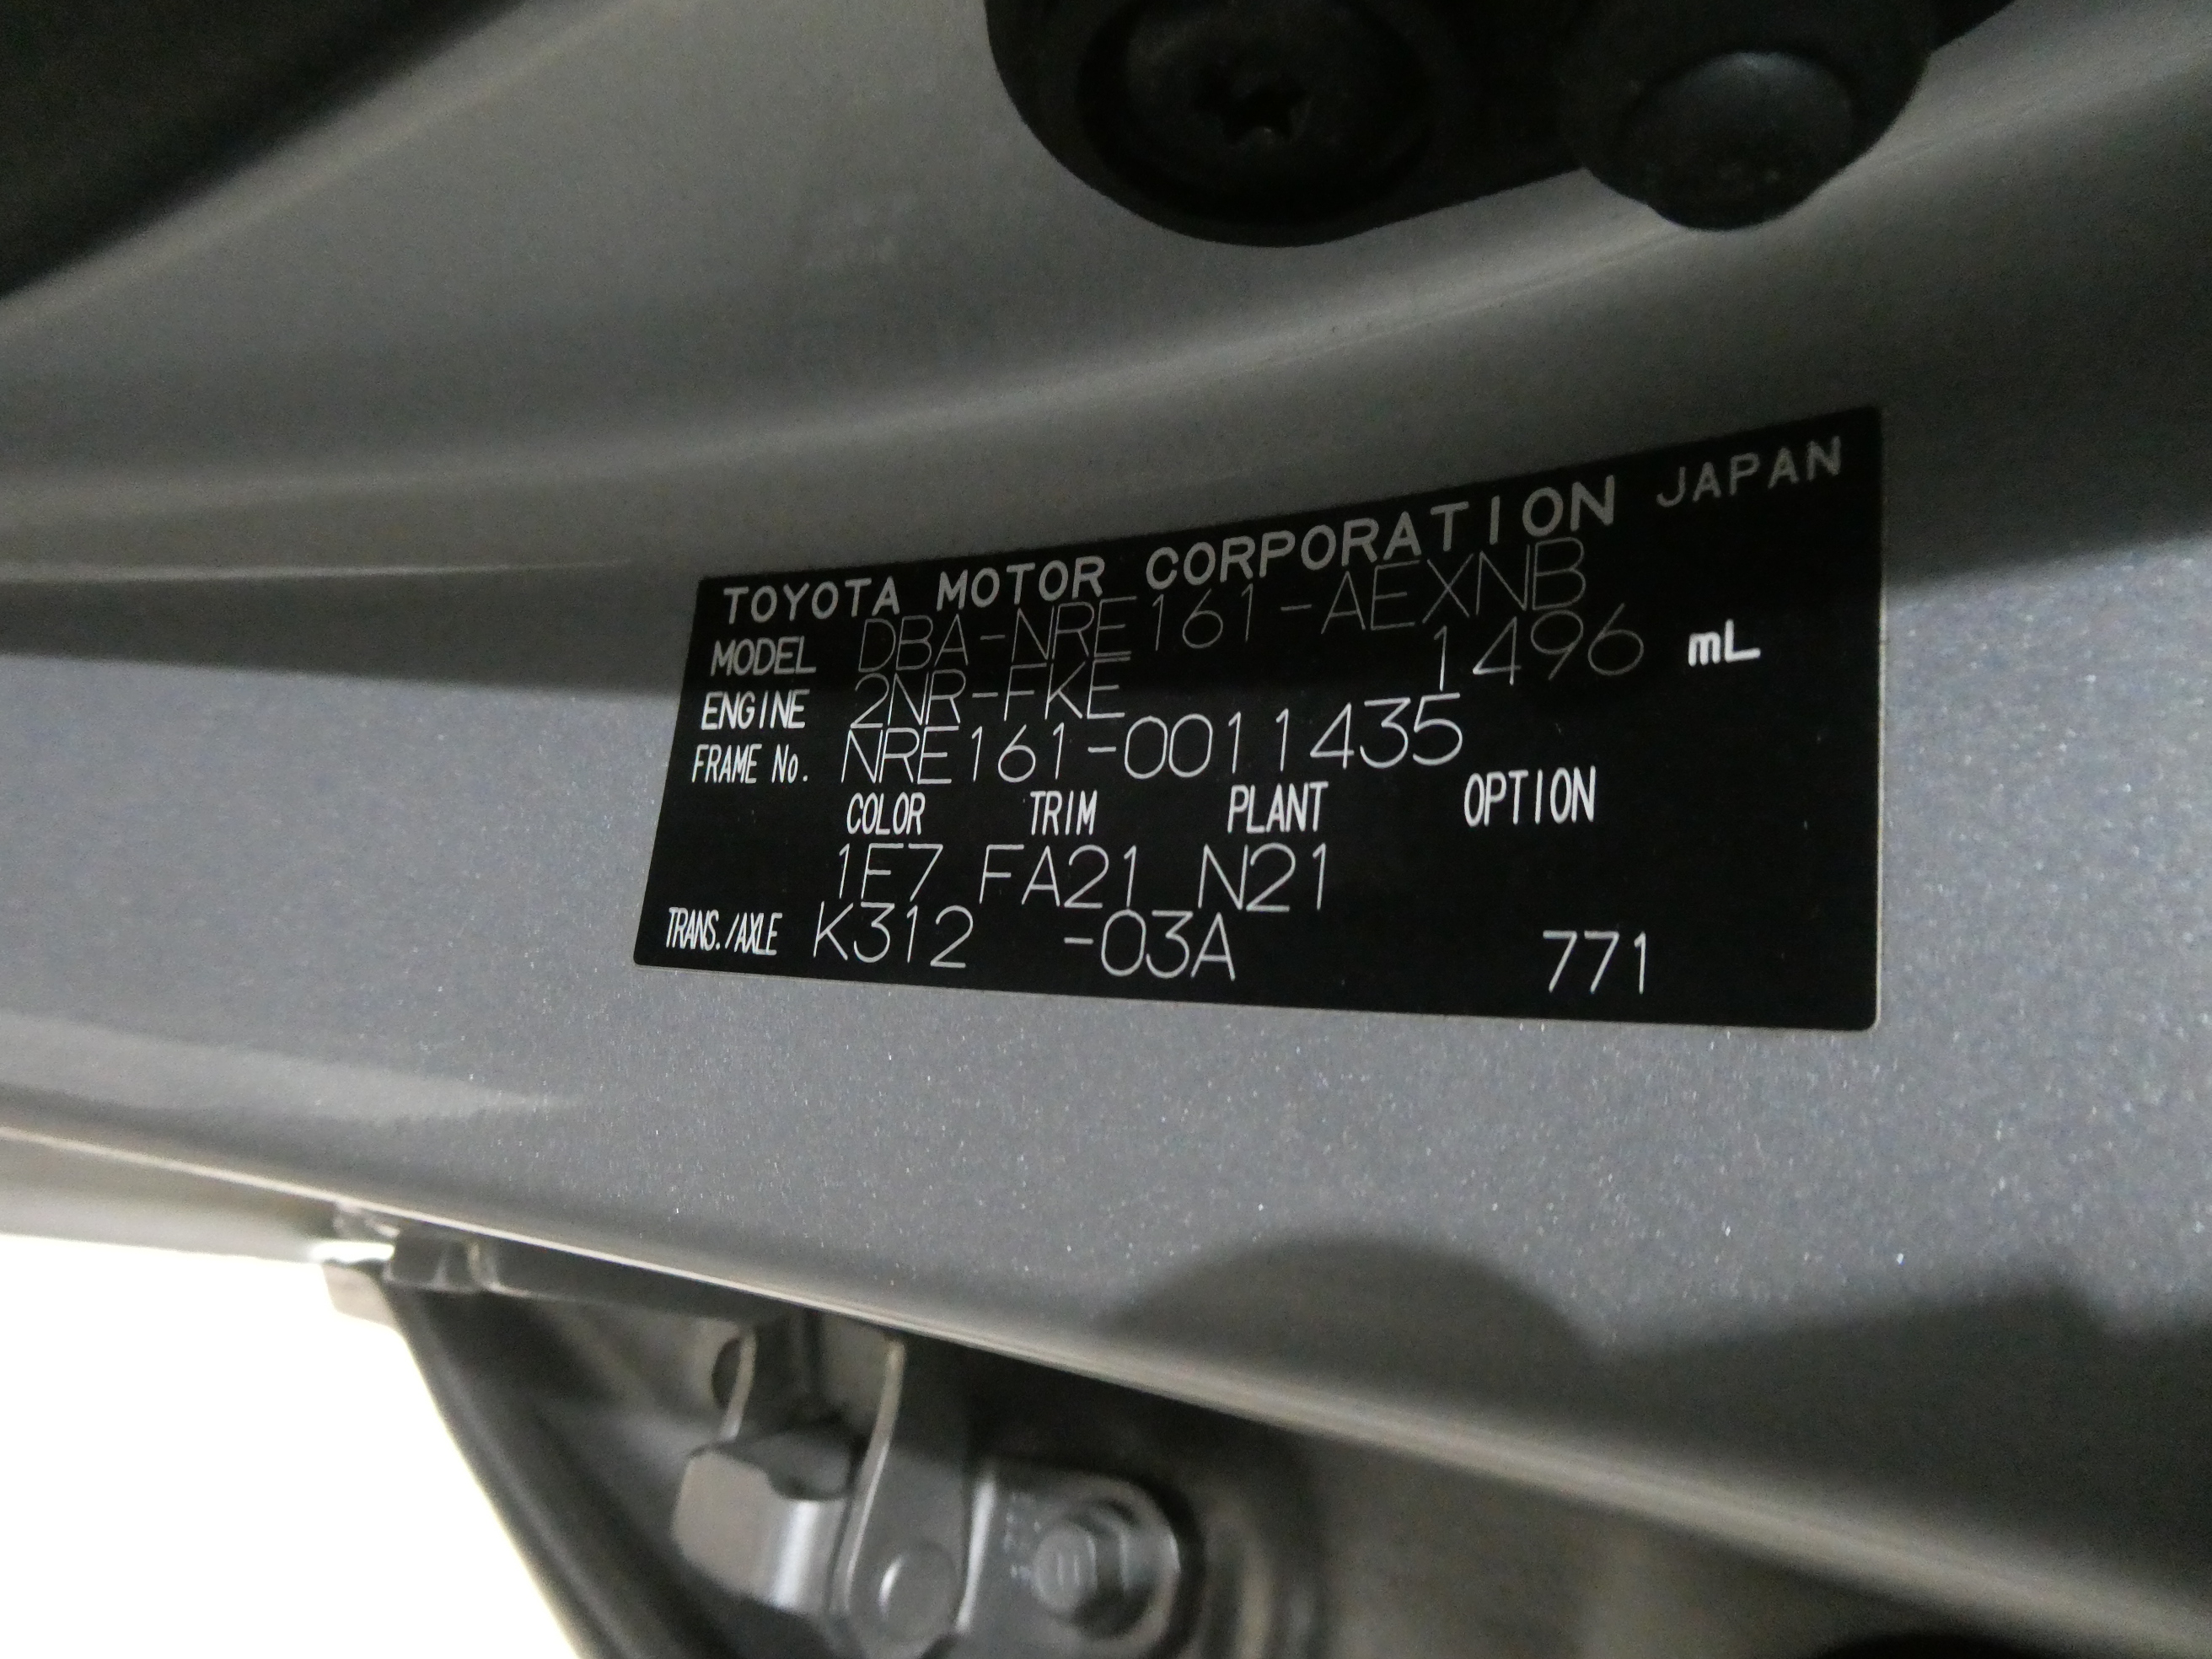 TOYOTA MOTOR CORPORATION JAPAN
MODEL DBA-NRE161-AEXNB
ENGINE 2NR-FKE 1496 mL
FRAME No. NRE161-0011435
COLOR TRIM PLANT OPTION
1F7 FA21 N21
TRANS./AXLE K312 -03A 771